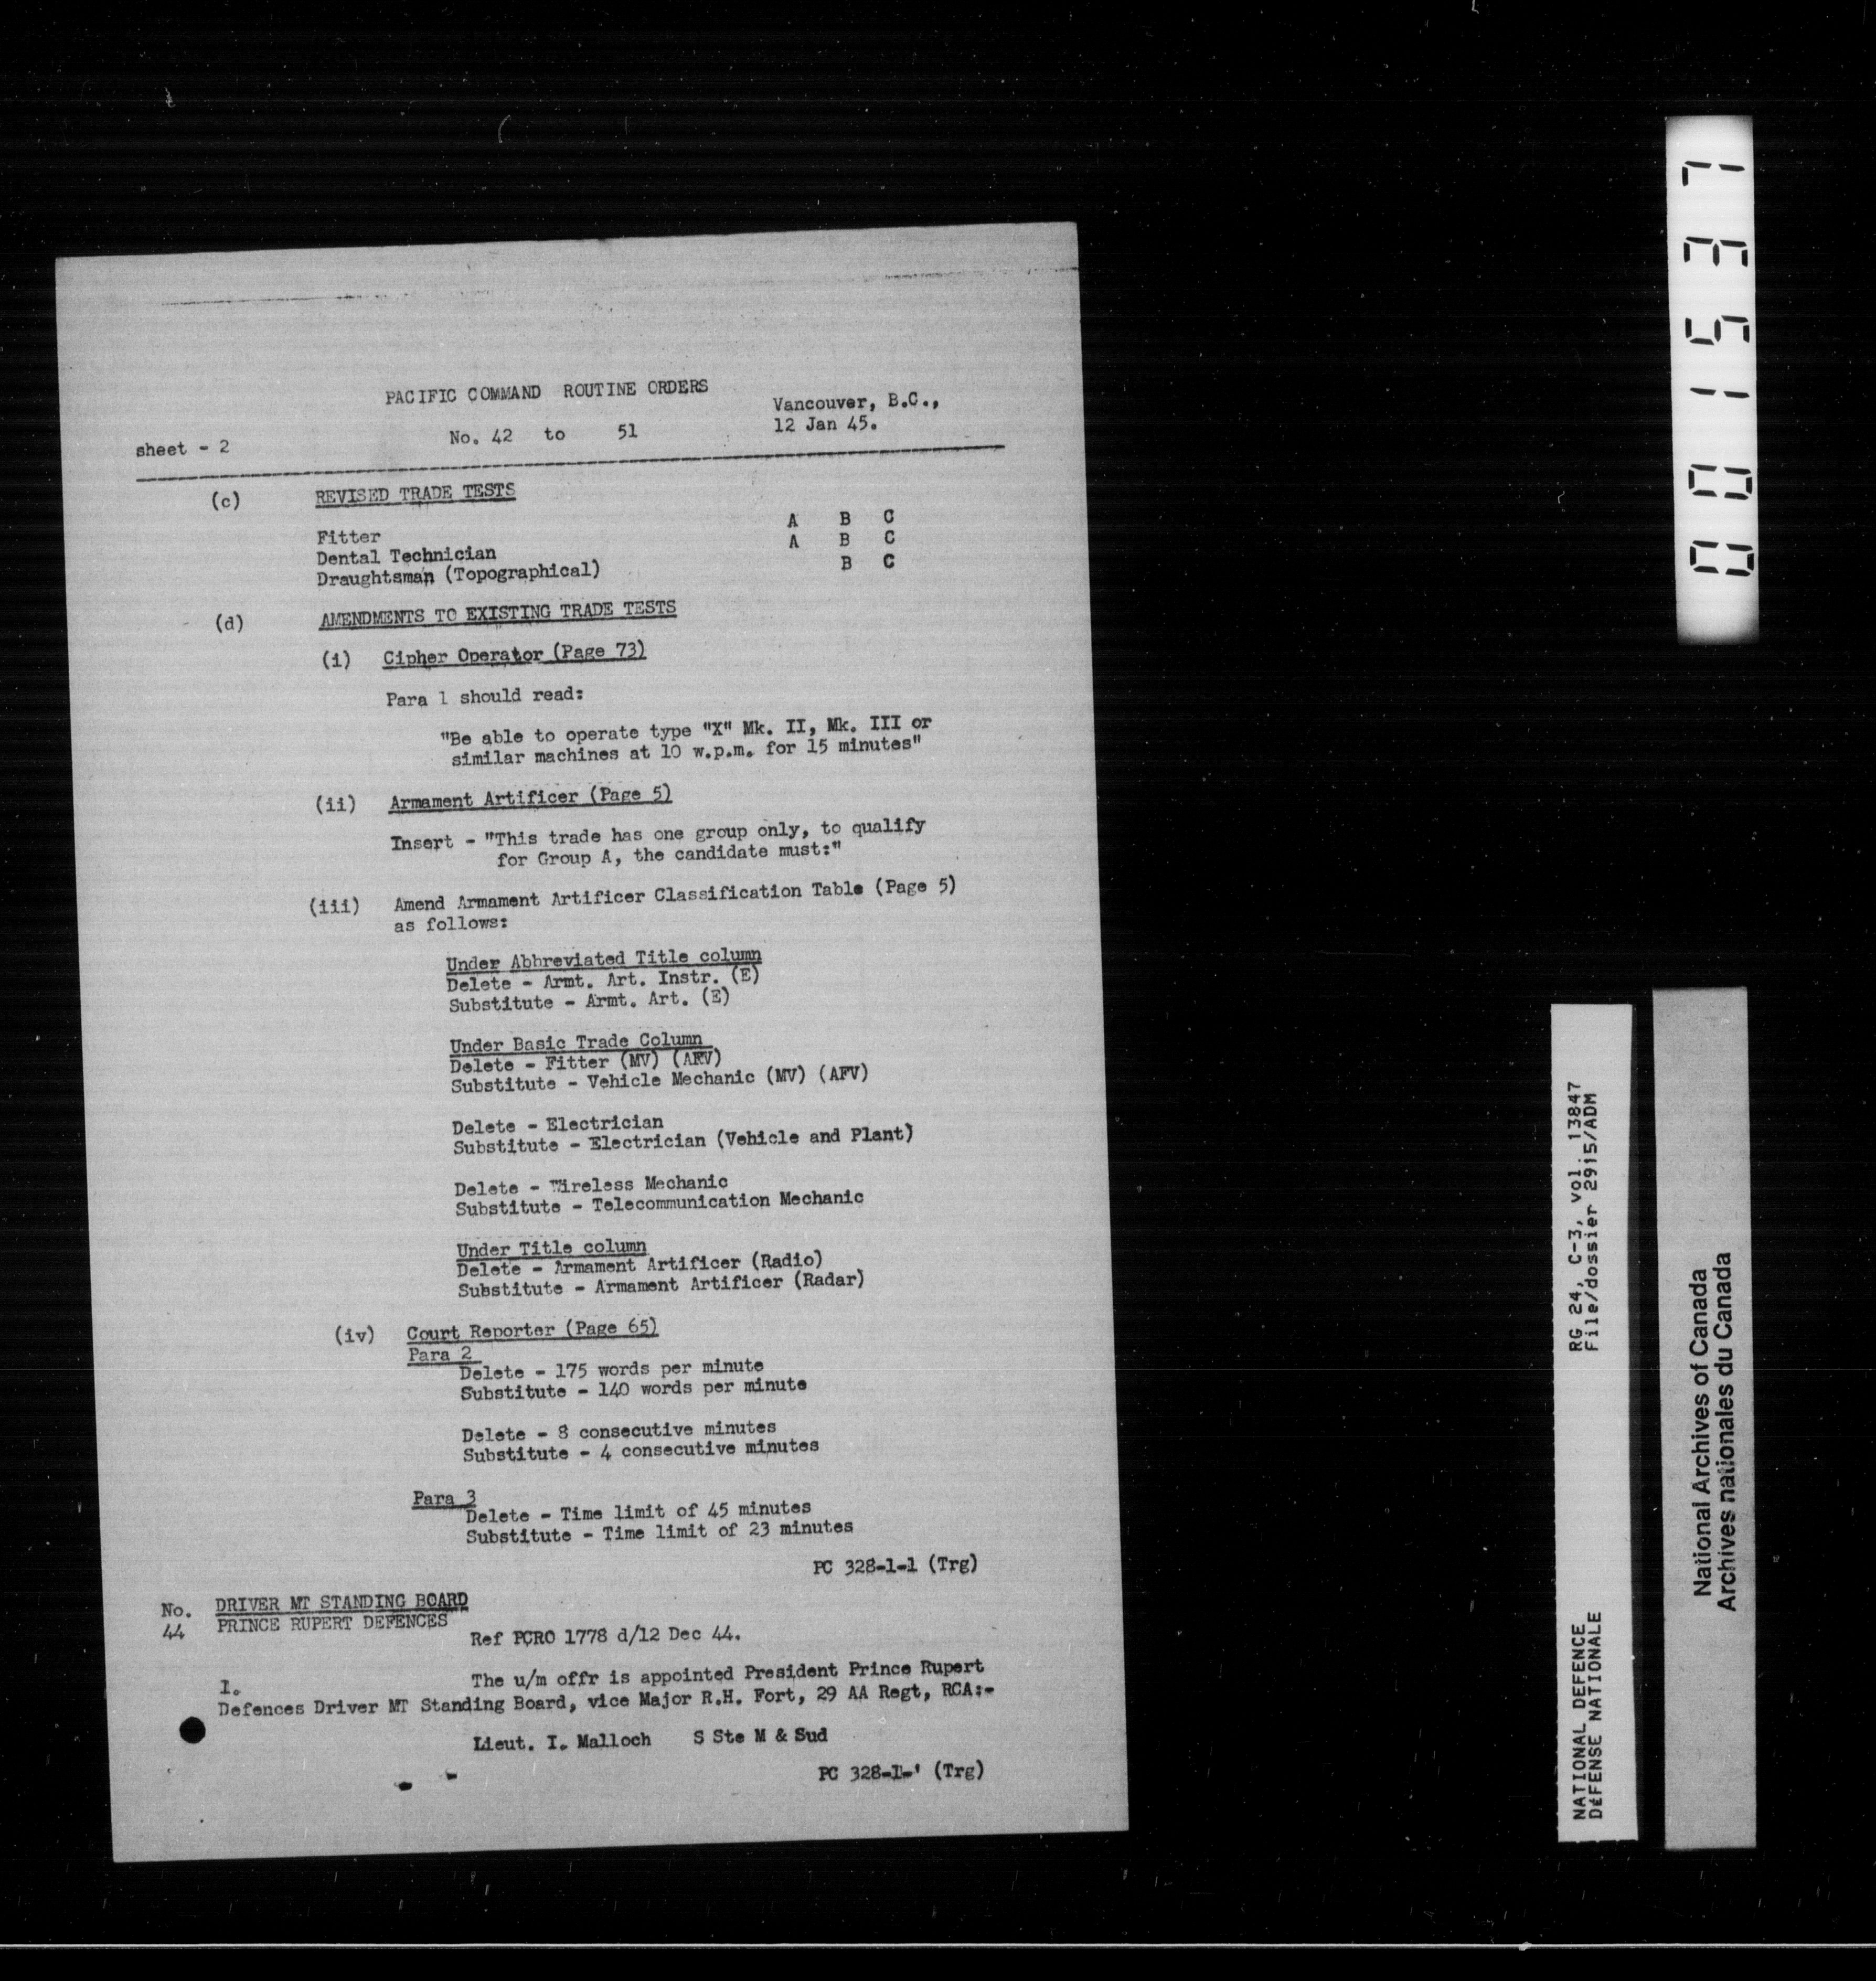 PACIFIC COMMAND ROUTINE ORDERS
Vancouver, B.C.,
12 Jan 45.
No. 42 to 51
sheet - 2
(c) REVISED TRADE TESTS
Fitter A B C
Dental Technician A B C
Draughtsman (Topographical) B C
(d) AMENDMENTS TO EXISTING TRADE TESTS
(i) Cipher Operator (Page 73)
Para 1 should read:
"Be able to operate type "X" Mk. II, Mk. III or
similar machines at 10 w.p.m. for 15 minutes"
(ii) Armament Artificer (Page 5)
Insert - "This trade has one group only, to qualify
for Group A, the candidate must:"
(iii) Amend Armament Artificer Classification Table (Page 5)
as follows:
Under Abbreviated Title column
Delete - Armt. Art. Instr. (E)
Substitute - Armt. Art. (E)
Under Basic Trade Column
Delete - Fitter (MV) (AFV)
Substitute - Vehicle Mechanic (MV) (AFV)
Delete - Electrician
Substitute - Electrician (Vehicle and Plant)
Delete - Wireless Mechanic
Substitute - Telecommunication Mechanic
Under Title column
Delete - Armament Artificer (Radio)
Substitute - Armament Artificer (Radar)
(iv) Court Reporter (Page 65)
Para 2
Delete - 175 words per minute
Substitute - 140 words per minute
Delete - 8 consecutive minutes
Substitute - 4 consecutive minutes
Para 3
Delete - Time limit of 45 minutes
Substitute - Time limit of 23 minutes
PC 328-1-1 (Trg)
No. DRIVER MT STANDING BOARD
44 PRINCE RUPERT DEFENCES
Ref PCRO 1778 d/12 Dec 44.
1. The u/m offr is appointed President Prince Rupert
Defences Driver MT Standing Board, vice Major R.H. Fort, 29 AA Regt, RCA:-
Lieut. I. Malloch S Ste M & Sud
PC (Trg)
001537
RG 24, C-3, vol. 13847
File/dossier 2915/ADM
NATIONAL DEFENCE
DÉFENSE NATIONALE
National Archives of Canada
Archives nationales du Canada